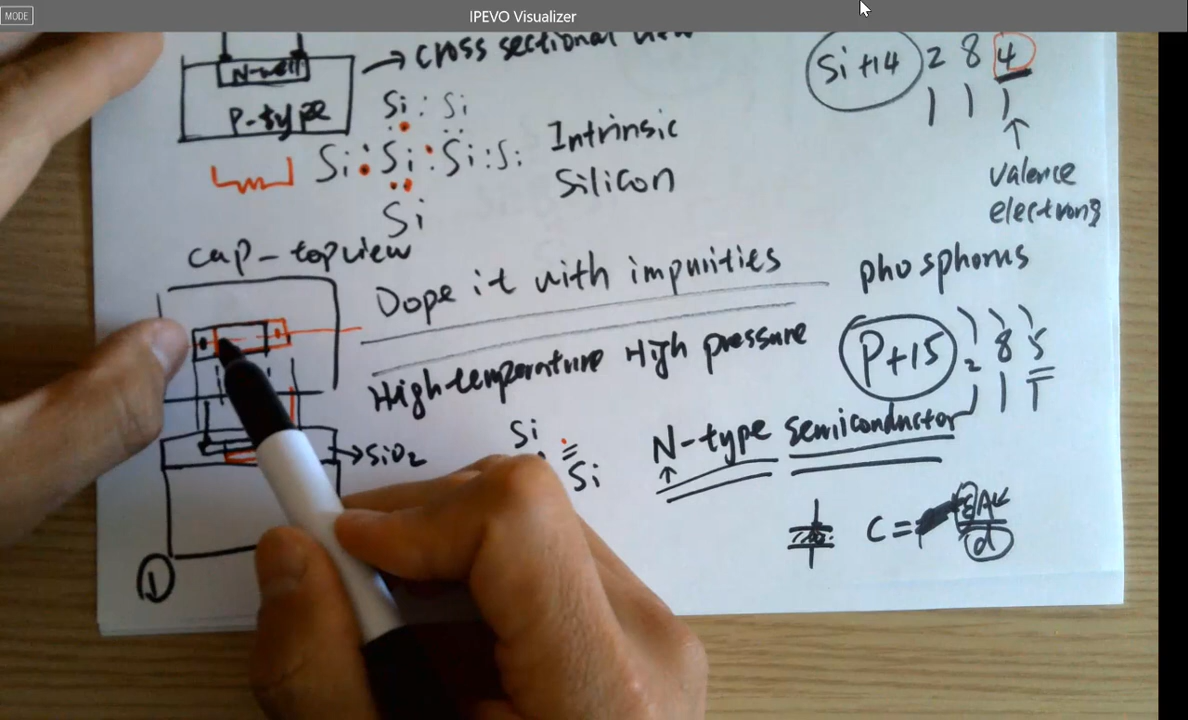 MODE
IPEVO Visualizer
N-well
P-type
cross sectional view
Si : Si
Si : Si : Si : Si
Si
Intrinsic
Silicon
Si +14 2 8 4
valence
electrons
cap - top view
Dope it with impurities
High-temperature High pressure
phosphorus
P+15 2 8 5
N-type semiiconductor
Si
Si
SiO2
C =
d
1